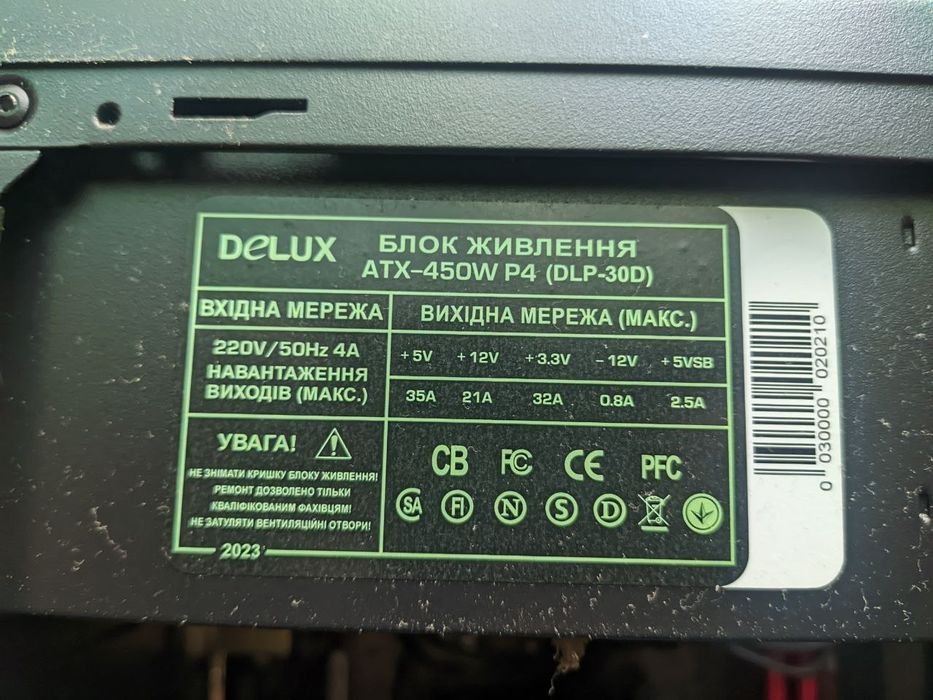 DELUX
БЛОК ЖИВЛЕННЯ
ATX-450W P4 (DLP-30D)
ВХІДНА МЕРЕЖА
ВИХІДНА МЕРЕЖА (МАКС.)
220V/50Hz 4A
+5V +12V +3.3V -12V +5VSB
НАВАНТАЖЕННЯ
ВИХОДІВ (МАКС.)
35A 21A 32A 0.8A 2.5A
УВАГА!
НЕ ЗНІМАТИ КРИШКУ БЛОКУ ЖИВЛЕННЯ!
РЕМОНТ ДОЗВОЛЕНО ТІЛЬКИ
КВАЛІФІКОВАНИМ ФАХІВЦЯМ!
НЕ ЗАТУЛЯТИ ВЕНТИЛЯЦІЙНІ ОТВОРИ!
2023
CB FC CE PFC
SA FI N S D
0 030000 020210